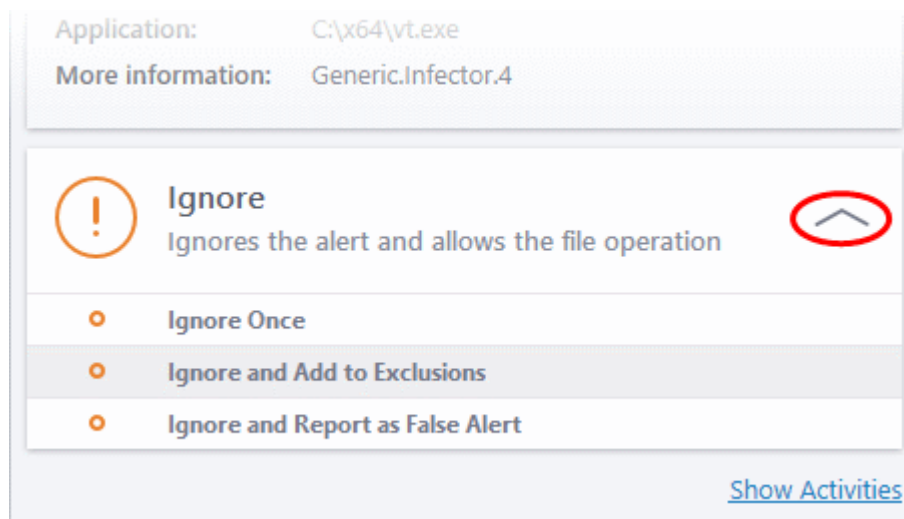 Application: C:\x64\vt.exe
More information: Generic.Infector.4
Ignore
Ignores the alert and allows the file operation
Ignore Once
Ignore and Add to Exclusions
Ignore and Report as False Alert
Show Activities